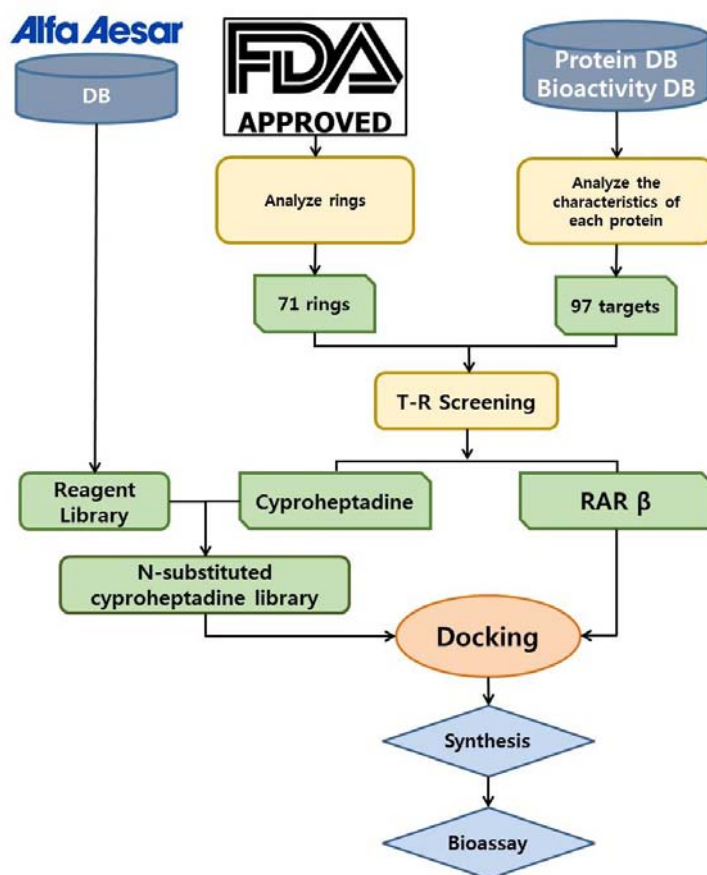 Alfa Aesar
DB
FDA
APPROVED
Protein DB
Bioactivity DB
Analyze rings
Analyze the
characteristics of
each protein
71 rings
97 targets
T-R Screening
Reagent
Library
Cyproheptadine
RAR β
N-substituted
cyproheptadine library
Docking
Synthesis
Bioassay